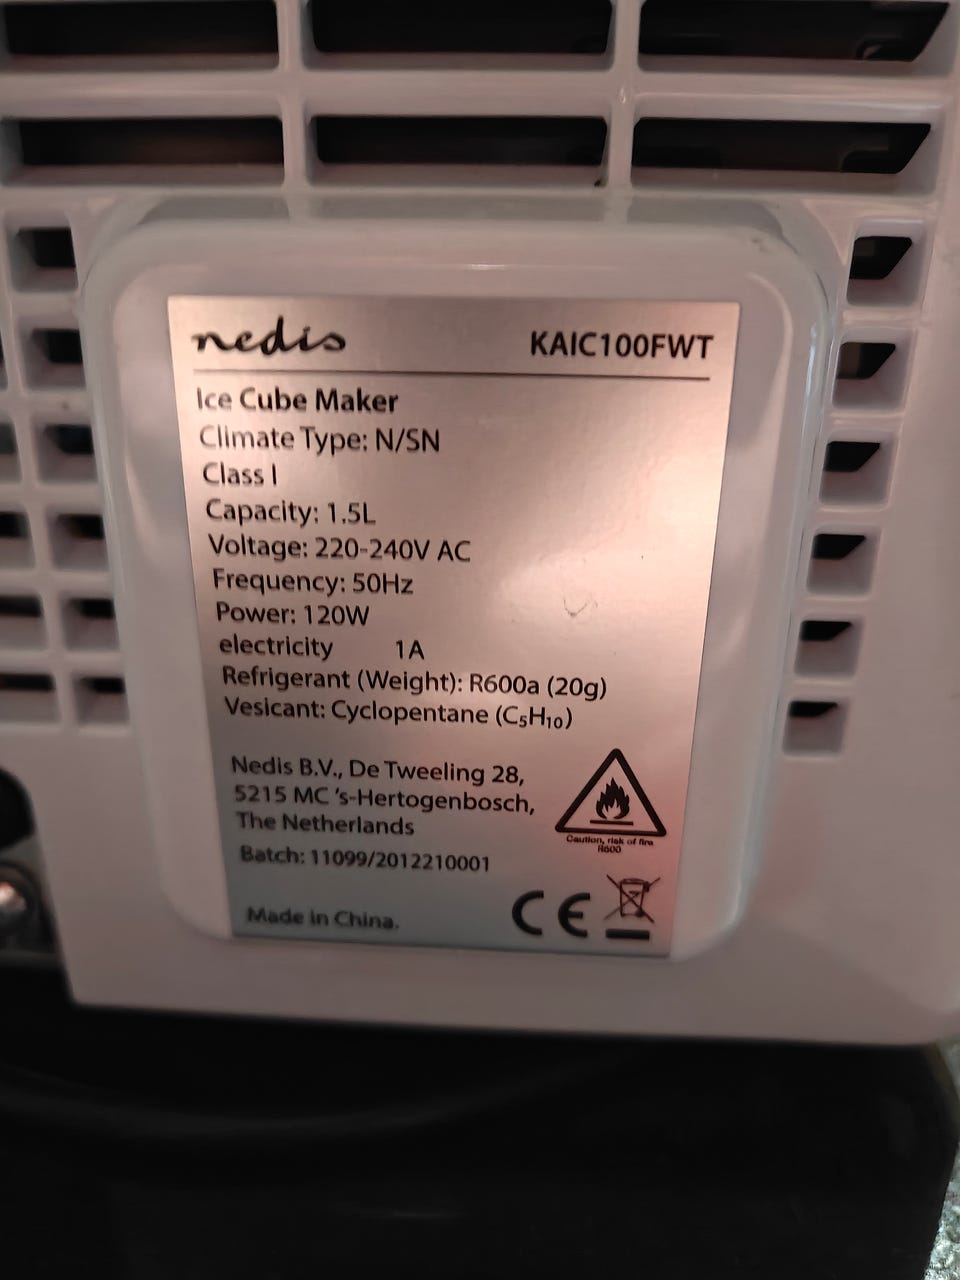 nedis KAIC100FWT
Ice Cube Maker
Climate Type: N/SN
Class I
Capacity: 1.5L
Voltage: 220-240V AC
Frequency: 50Hz
Power: 120W
electricity 1A
Refrigerant (Weight): R600a (20g)
Vesicant: Cyclopentane (C₅H₁₀)
Nedis B.V., De Tweeling 28,
5215 MC 's-Hertogenbosch,
The Netherlands
Caution, risk of fire
R600
Batch: 11099/2012210001
Made in China.
CE